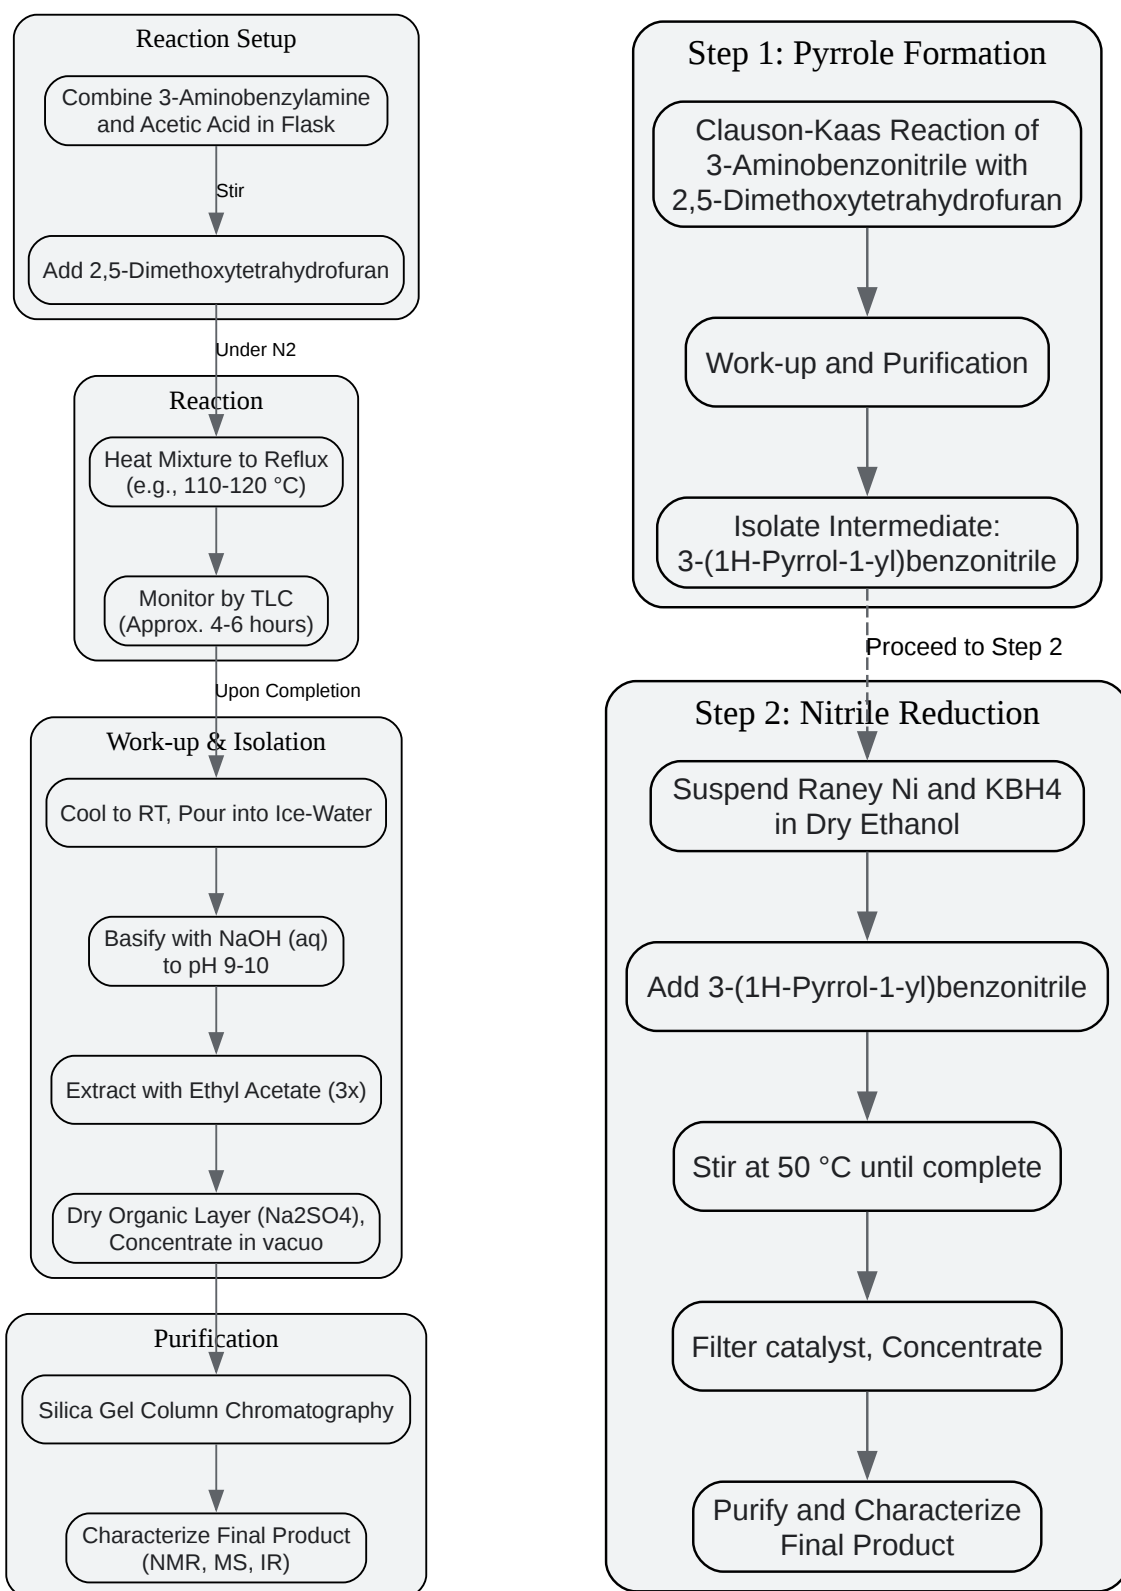 Reaction Setup
Combine 3-Aminobenzylamine
and Acetic Acid in Flask
Stir
Add 2,5-Dimethoxytetrahydrofuran
Under N2
Reaction
Heat Mixture to Reflux
(e.g., 110-120 °C)
Monitor by TLC
(Approx. 4-6 hours)
Upon Completion
Work-up & Isolation
Cool to RT, Pour into Ice-Water
Basify with NaOH (aq)
to pH 9-10
Extract with Ethyl Acetate (3x)
Dry Organic Layer (Na2SO4),
Concentrate in vacuo
Purification
Silica Gel Column Chromatography
Characterize Final Product
(NMR, MS, IR)
Step 1: Pyrrole Formation
Clauson-Kaas Reaction of
3-Aminobenzonitrile with
2,5-Dimethoxytetrahydrofuran
Work-up and Purification
Isolate Intermediate:
3-(1H-Pyrrol-1-yl)benzonitrile
Proceed to Step 2
Step 2: Nitrile Reduction
Suspend Raney Ni and KBH4
in Dry Ethanol
Add 3-(1H-Pyrrol-1-yl)benzonitrile
Stir at 50 °C until complete
Filter catalyst, Concentrate
Purify and Characterize
Final Product